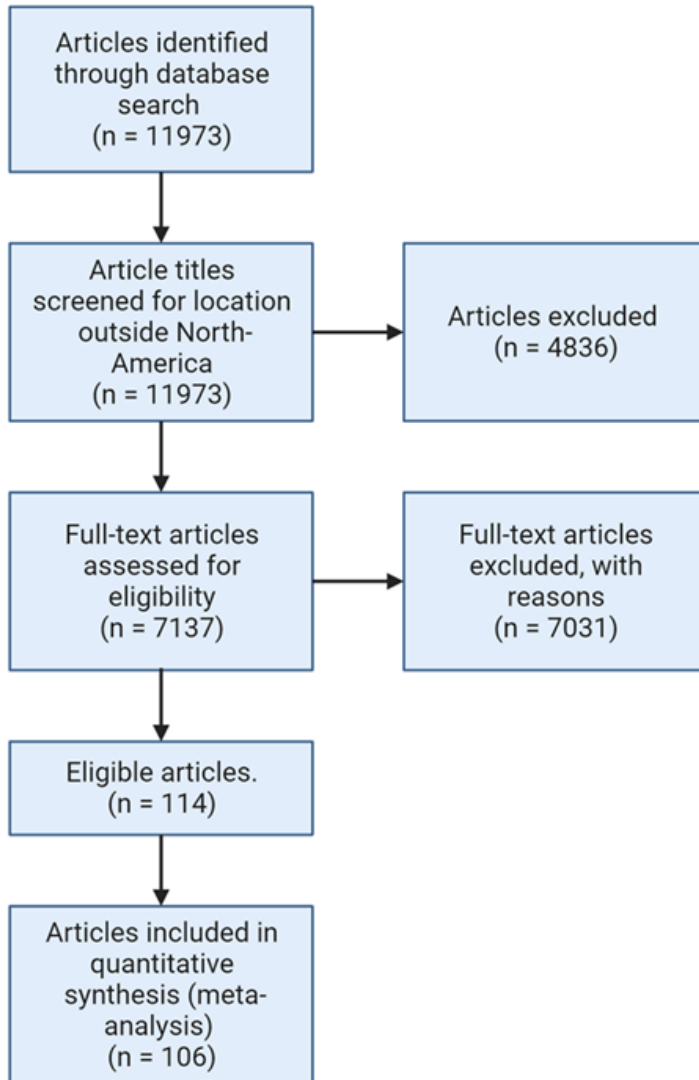 Articles identified
through database
search
(n = 11973)
Article titles
screened for location
outside North-
America
(n = 11973)
Articles excluded
(n = 4836)
Full-text articles
assessed for
eligibility
(n = 7137)
Full-text articles
excluded, with
reasons
(n = 7031)
Eligible articles.
(n = 114)
Articles included in
quantitative
synthesis (meta-
analysis)
(n = 106)